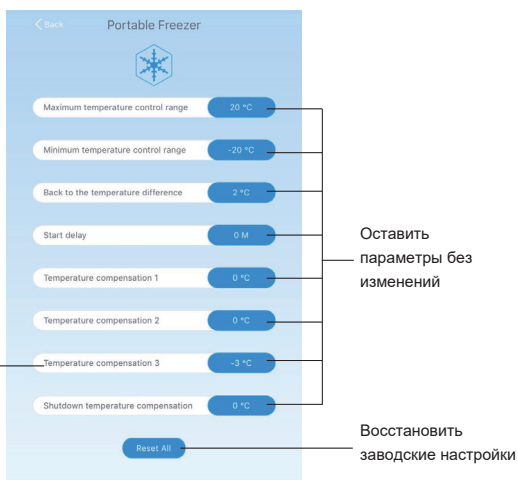 Back Portable Freezer
Maximum temperature control range 20 °C
Minimum temperature control range -20 °C
Back to the temperature difference 2 °C
Start delay 0 M
Temperature compensation 1 0 °C
Temperature compensation 2 0 °C
Temperature compensation 3 -3 °C
Shutdown temperature compensation 0 °C
Reset All
Оставить
параметры без
изменений
Восстановить
заводские настройки